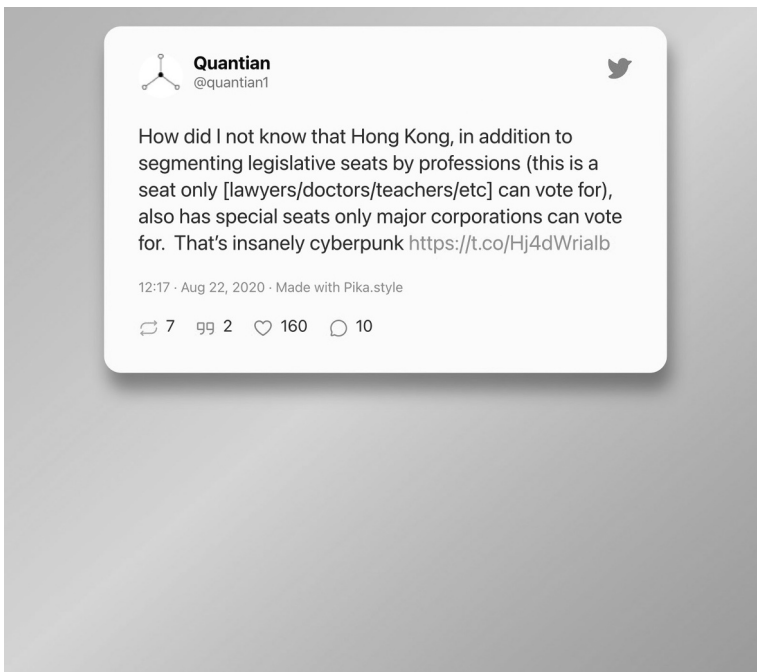 Quantian
@quantian1
How did I not know that Hong Kong, in addition to
segmenting legislative seats by professions (this is a
seat only [lawyers/doctors/teachers/etc] can vote for),
also has special seats only major corporations can vote
for.  That’s insanely cyberpunk https://t.co/Hj4dWrialb
12:17 · Aug 22, 2020 · Made with Pika.style
7 2 160 10